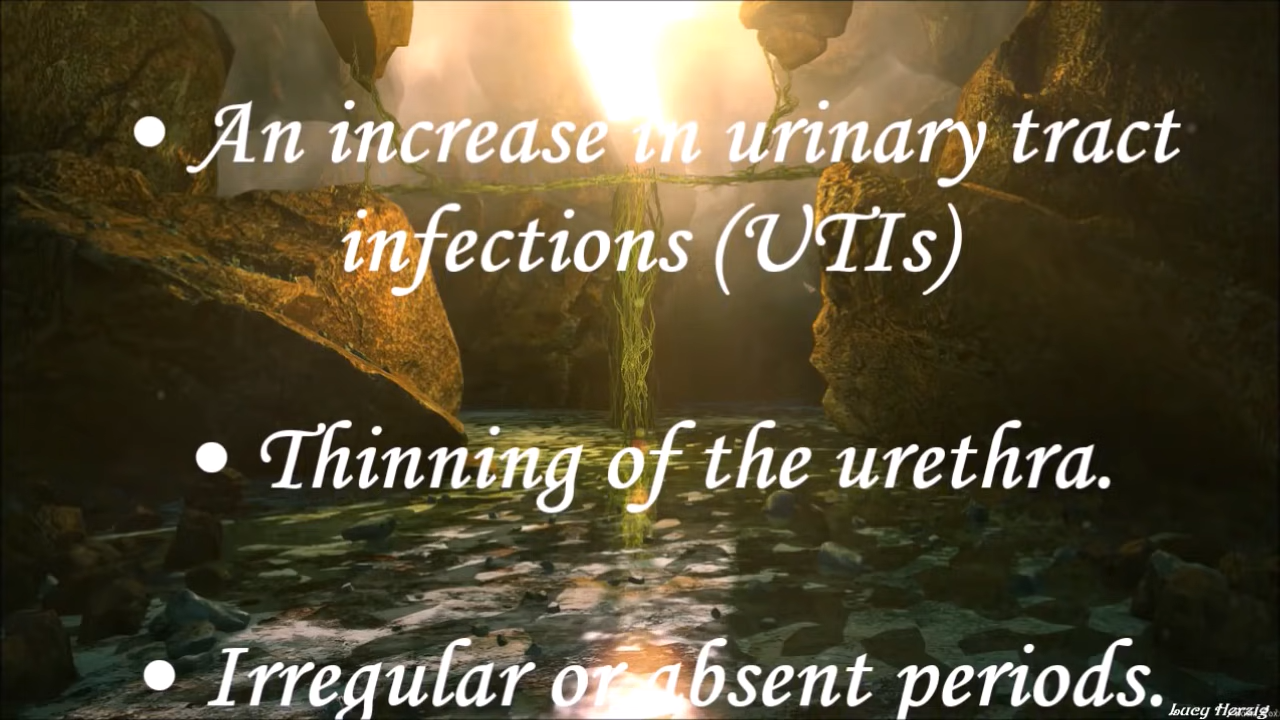 • An increase in urinary tract
infections (UTIs)
• Thinning of the urethra.
• Irregular or absent periods.
Lucy Herzig